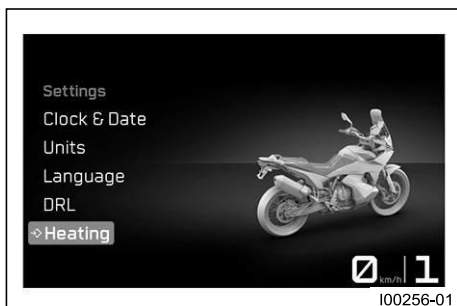 Settings
Clock & Date
Units
Language
DRL
Heating
0 km/h 1
I00256-01